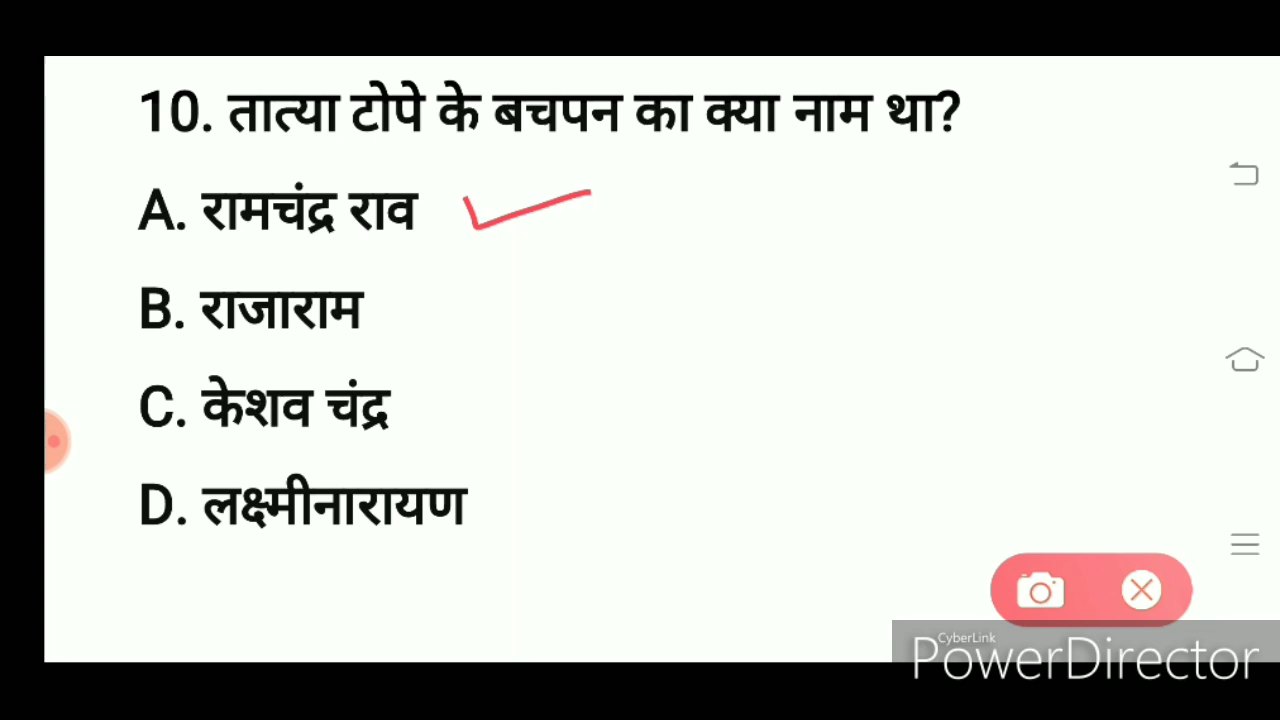 10. तात्या टोपे के बचपन का क्या नाम था?
A. रामचंद्र राव
B. राजाराम
C. केशव चंद्र
D. लक्ष्मीनारायण
CyberLink
PowerDirector